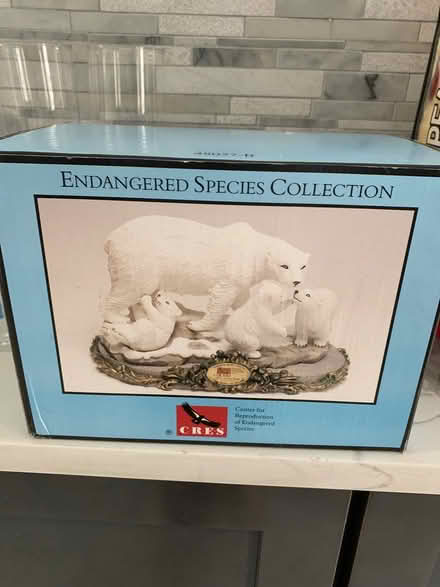 ENDANGERED SPECIES COLLECTION
CRES
®
Center for
Reproduction
of Endangered
Species